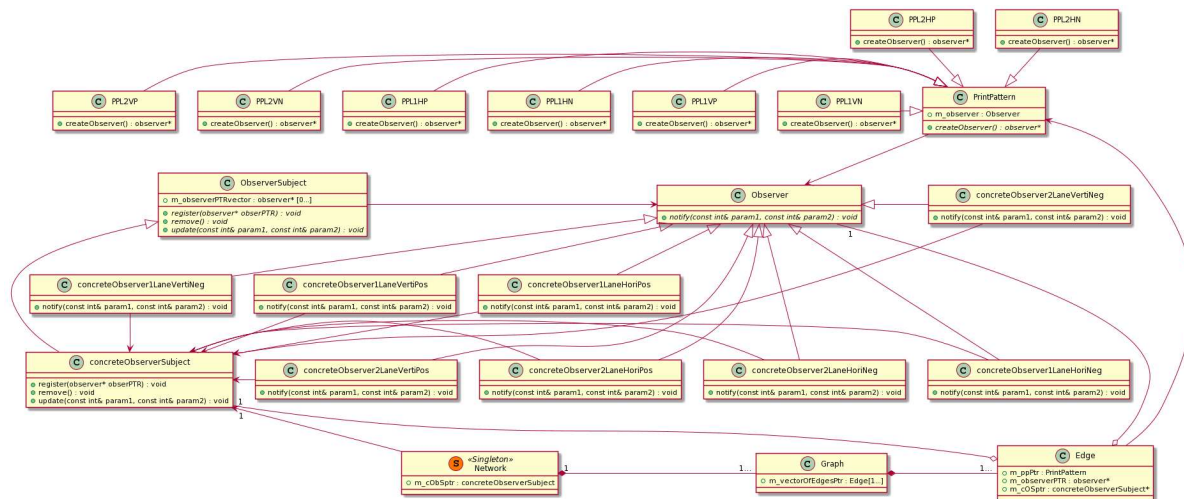 C PPL2HP
createObserver() : observer*
C PPL2HN
createObserver() : observer*
C PPL2VP
createObserver() : observer*
C PPL2VN
createObserver() : observer*
C PPL1HP
createObserver() : observer*
C PPL1HN
createObserver() : observer*
C PPL1VP
createObserver() : observer*
C PPL1VN
createObserver() : observer*
C PrintPattern
m_observer : Observer
createObserver() : observer*
C ObserverSubject
m_observerPTRvector : observer* [0...]
register(observer* obserPTR) : void
remove() : void
update(const int& param1, const int& param2) : void
C Observer
notify(const int& param1, const int& param2) : void
1
C concreteObserver2LaneVertiNeg
notify(const int& param1, const int& param2) : void
C concreteObserver1LaneVertiNeg
notify(const int& param1, const int& param2) : void
C concreteObserver1LaneVertiPos
notify(const int& param1, const int& param2) : void
C concreteObserver1LaneHoriPos
notify(const int& param1, const int& param2) : void
C concreteObserverSubject
register(observer* obserPTR) : void
remove() : void
update(const int& param1, const int& param2) : void
1
1
C concreteObserver2LaneVertiPos
notify(const int& param1, const int& param2) : void
C concreteObserver2LaneHoriPos
notify(const int& param1, const int& param2) : void
C concreteObserver2LaneHoriNeg
notify(const int& param1, const int& param2) : void
C concreteObserver1LaneHoriNeg
notify(const int& param1, const int& param2) : void
S «Singleton»
Network
m_cObSptr : concreteObserverSubject
1
1...
C Graph
m_vectorOfEdgesPtr : Edge[1...]
1
1...
C Edge
m_ppPtr : PrintPattern
m_observerPTR : observer*
m_cOSptr : concreteObserverSubject*